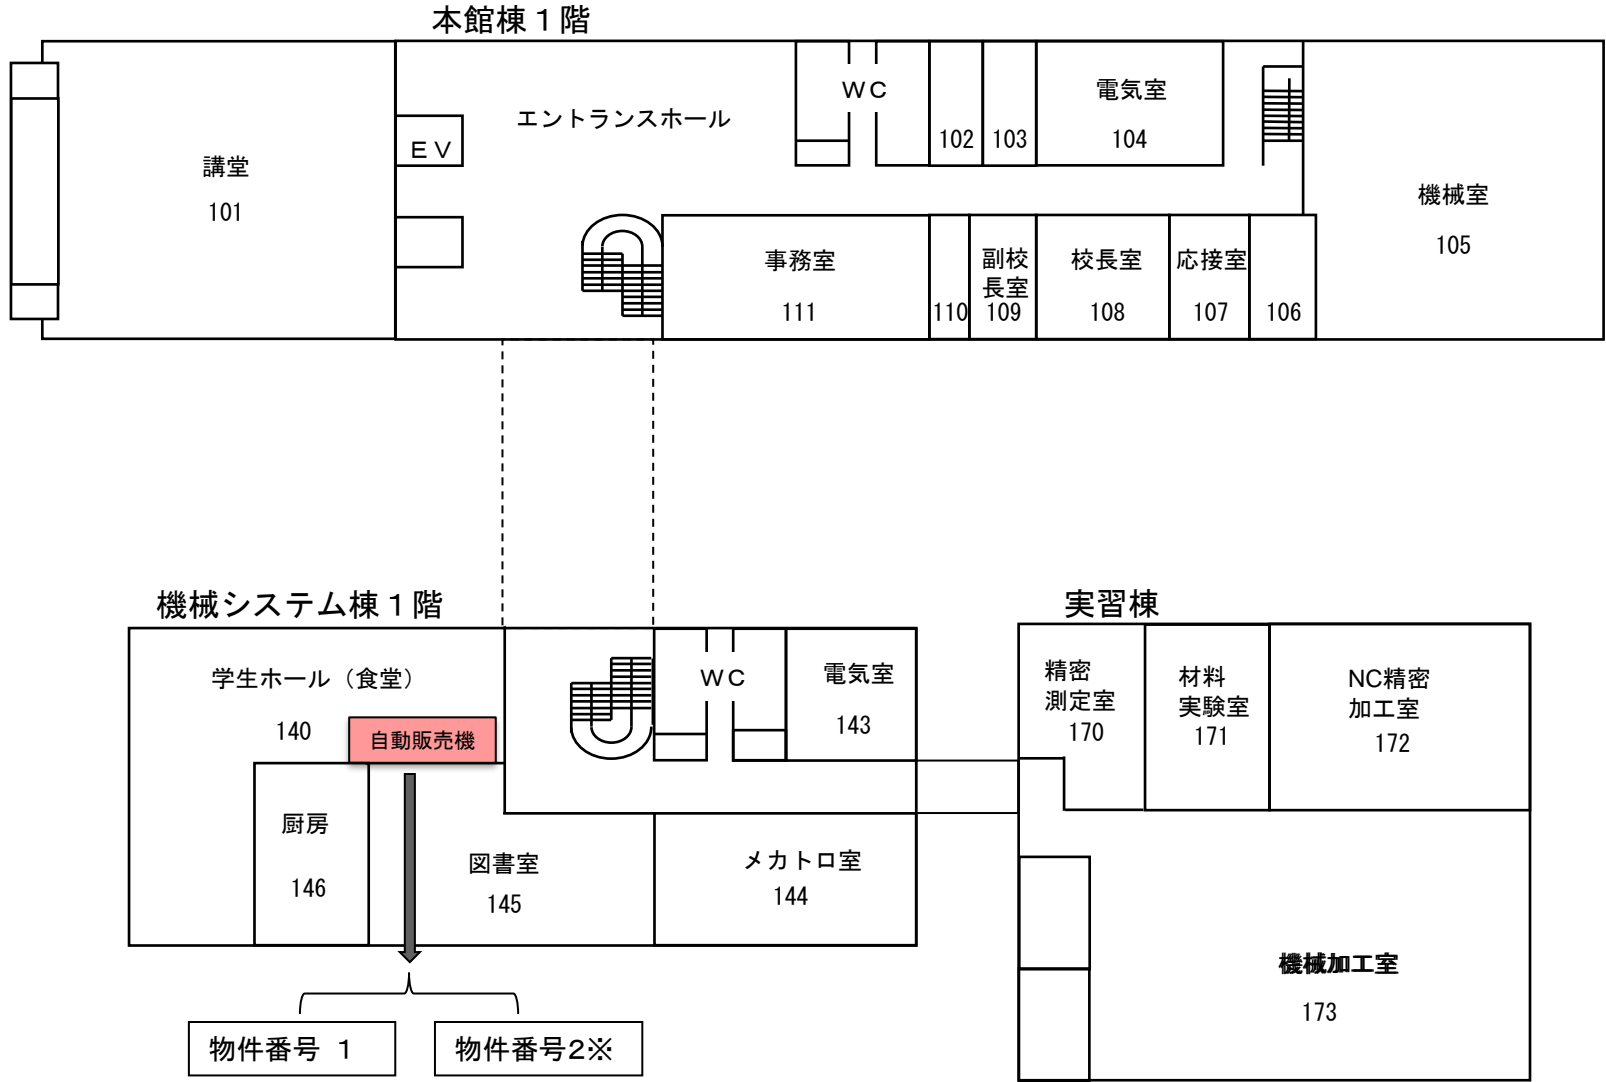 本館棟１階
講堂
101
ＥＶ
エントランスホール
ＷＣ
102
103
電気室
104
機械室
105
事務室
111
110
副校
長室
109
校長室
108
応接室
107
106
機械システム棟１階
学生ホール（食堂）
140
自動販売機
ＷＣ
電気室
143
厨房
146
図書室
145
メカトロ室
144
物件番号 1
物件番号2※
実習棟
精密
測定室
170
材料
実験室
171
NC精密
加工室
172
機械加工室
173